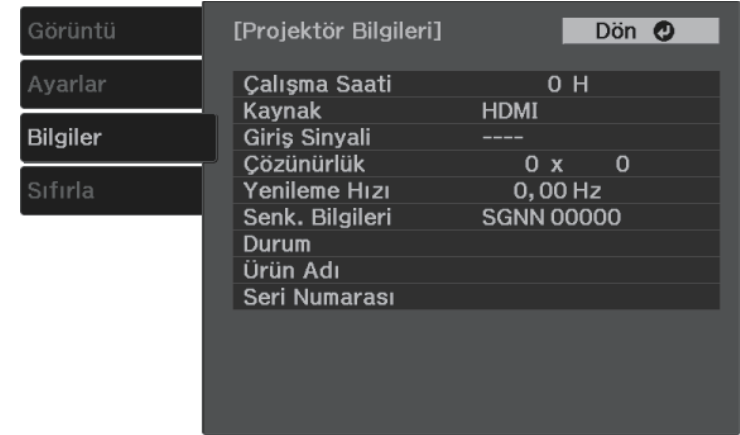 Görüntü
Ayarlar
Bilgiler
Sıfırla
[Projektör Bilgileri] Dön
Çalışma Saati 0 H
Kaynak HDMI
Giriş Sinyali ----
Çözünürlük 0 x 0
Yenileme Hızı 0,00 Hz
Senk. Bilgileri SGNN 00000
Durum
Ürün Adı
Seri Numarası